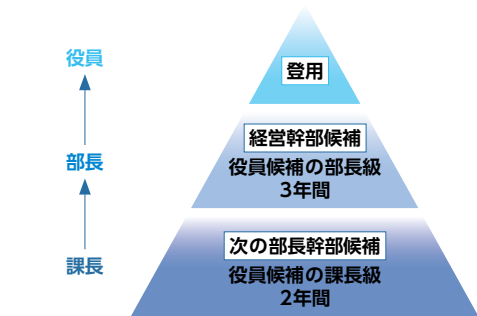 役員
登用
部長
経営幹部候補
役員候補の部長級
3年間
課長
次の部長幹部候補
役員候補の課長級
2年間